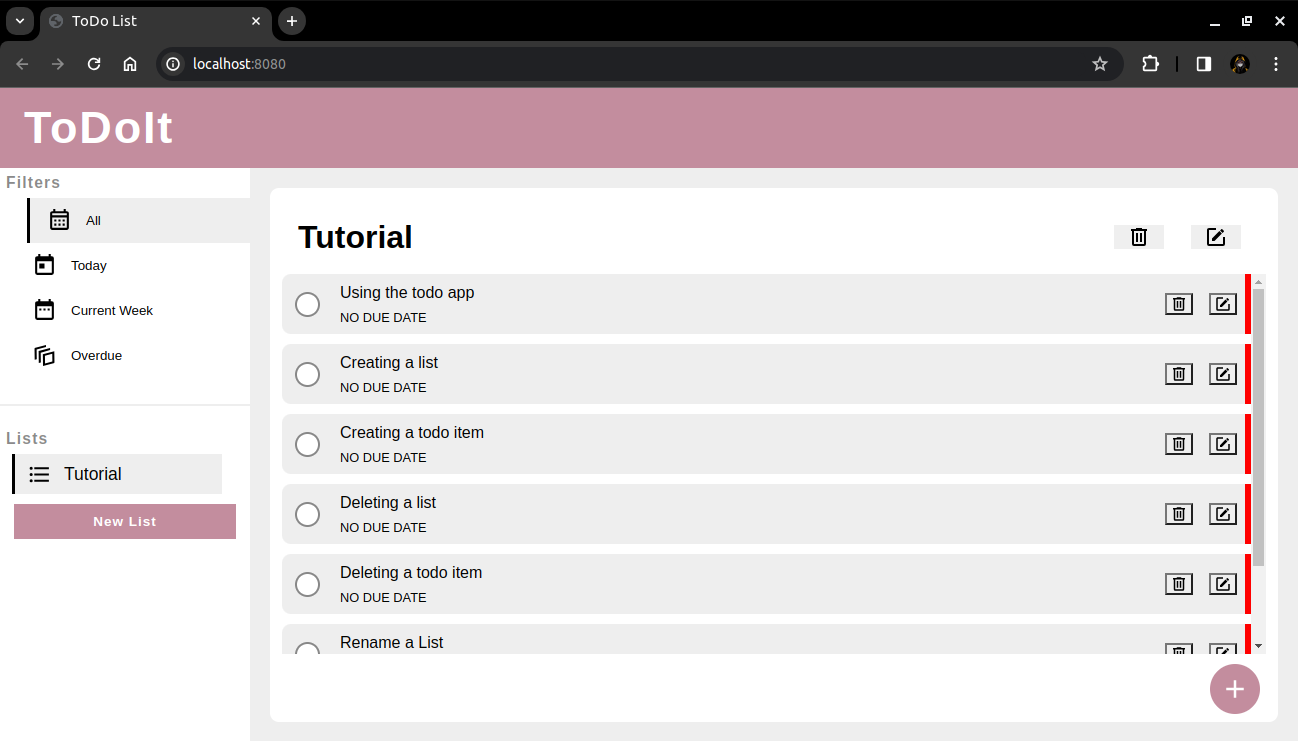 ToDo List
localhost:8080
ToDoIt
Filters
All
Today
Current Week
Overdue
Lists
Tutorial
New List
Tutorial
Using the todo app
NO DUE DATE
Creating a list
NO DUE DATE
Creating a todo item
NO DUE DATE
Deleting a list
NO DUE DATE
Deleting a todo item
NO DUE DATE
Rename a List